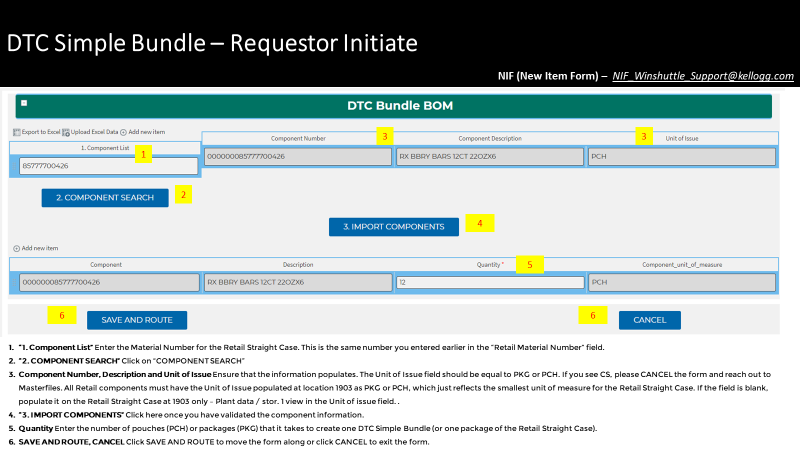 DTC Simple Bundle – Requestor Initiate
NIF (New Item Form) – NIF_Winshuttle_Support@kellogg.com
DTC Bundle BOM
Export to Excel Upload Excel Data Add new item
Component Number 3 Component Description 3 Unit of Issue
1. Component List 1
000000085777700426 RX BBRY BARS 12CT 22OZX6 PCH
85777700426
2. COMPONENT SEARCH 2
3. IMPORT COMPONENTS 4
Add new item
Component Description Quantity * 5 Component_unit_of_measure
000000085777700426 RX BBRY BARS 12CT 22OZX6 12 PCH
6 SAVE AND ROUTE 6 CANCEL
1. "1. Component List" Enter the Material Number for the Retail Straight Case. This is the same number you entered earlier in the "Retail Material Number" field.
2. "2. COMPONENT SEARCH" Click on "COMPONENT SEARCH"
3. Component Number, Description and Unit of Issue Ensure that the information populates. The Unit of Issue field should be equal to PKG or PCH. If you see CS, please CANCEL the form and reach out to
Masterfiles. All Retail components must have the Unit of Issue populated at location 1903 as PKG or PCH, which just reflects the smallest unit of measure for the Retail Straight Case. If the field is blank,
populate it on the Retail Straight Case at 1903 only – Plant data / stor. 1 view in the Unit of issue field. .
4. "3. IMPORT COMPONENTS" Click here once you have validated the component information.
5. Quantity Enter the number of pouches (PCH) or packages (PKG) that it takes to create one DTC Simple Bundle (or one package of the Retail Straight Case).
6. SAVE AND ROUTE, CANCEL Click SAVE AND ROUTE to move the form along or click CANCEL to exit the form.